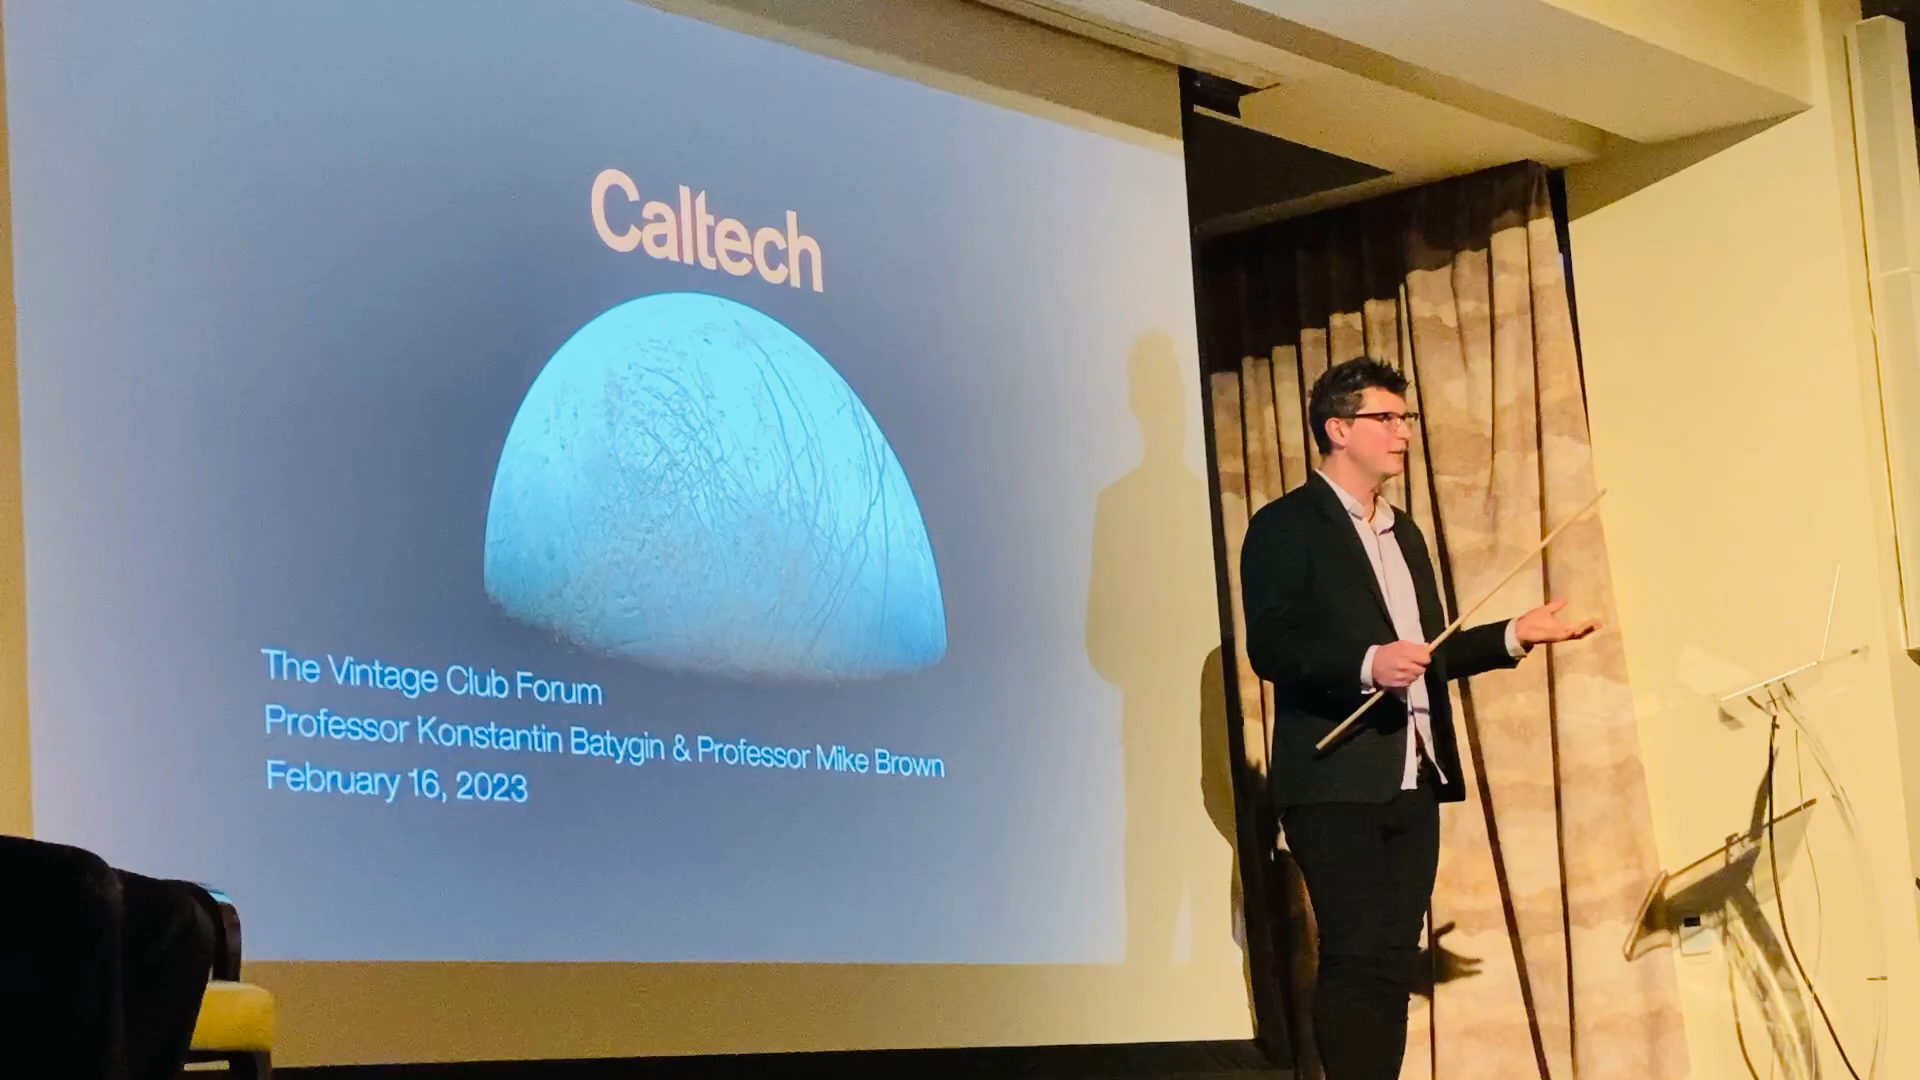 Caltech
The Vintage Club Forum
Professor Konstantin Batygin & Professor Mike Brown
February 16, 2023